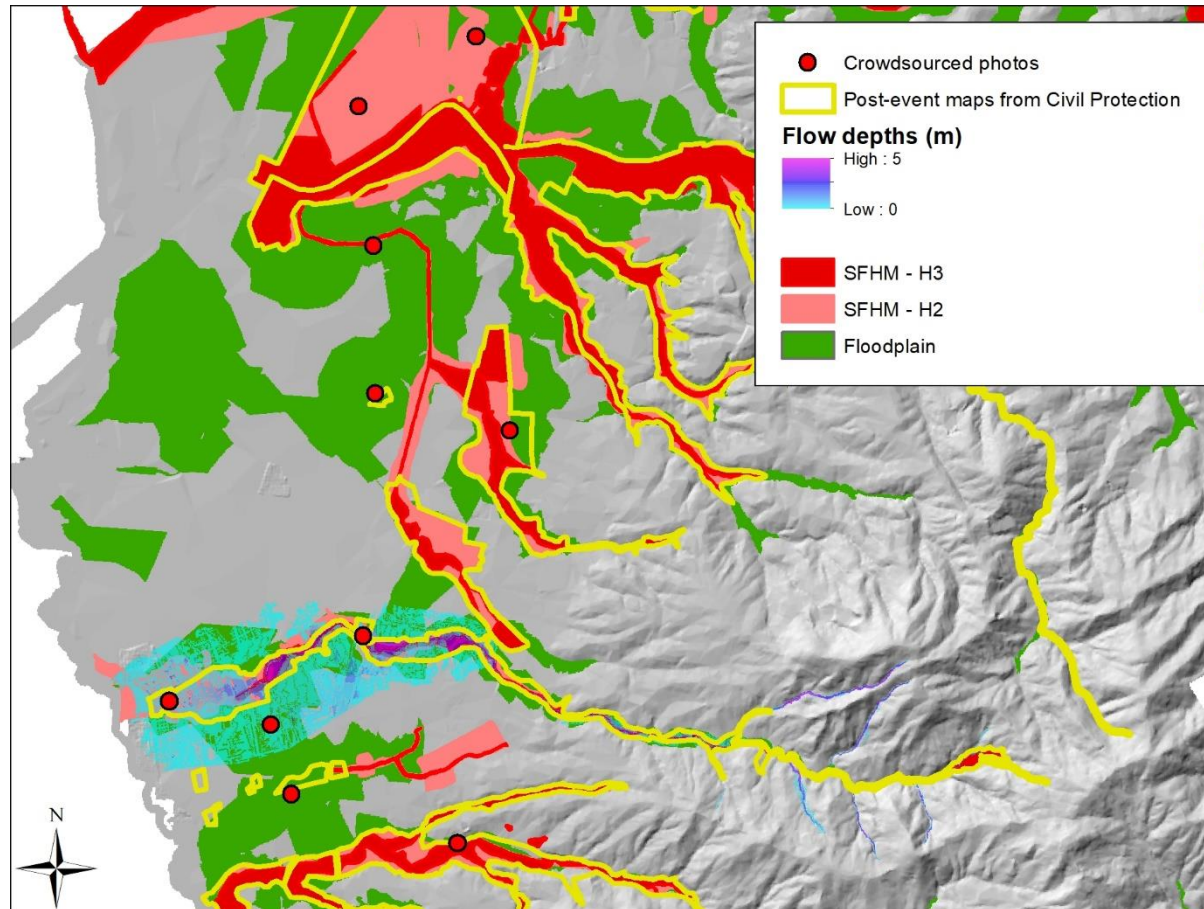 Crowdsourced photos
Post-event maps from Civil Protection
Flow depths (m)
High : 5
Low : 0
SFHM - H3
SFHM - H2
Floodplain
N